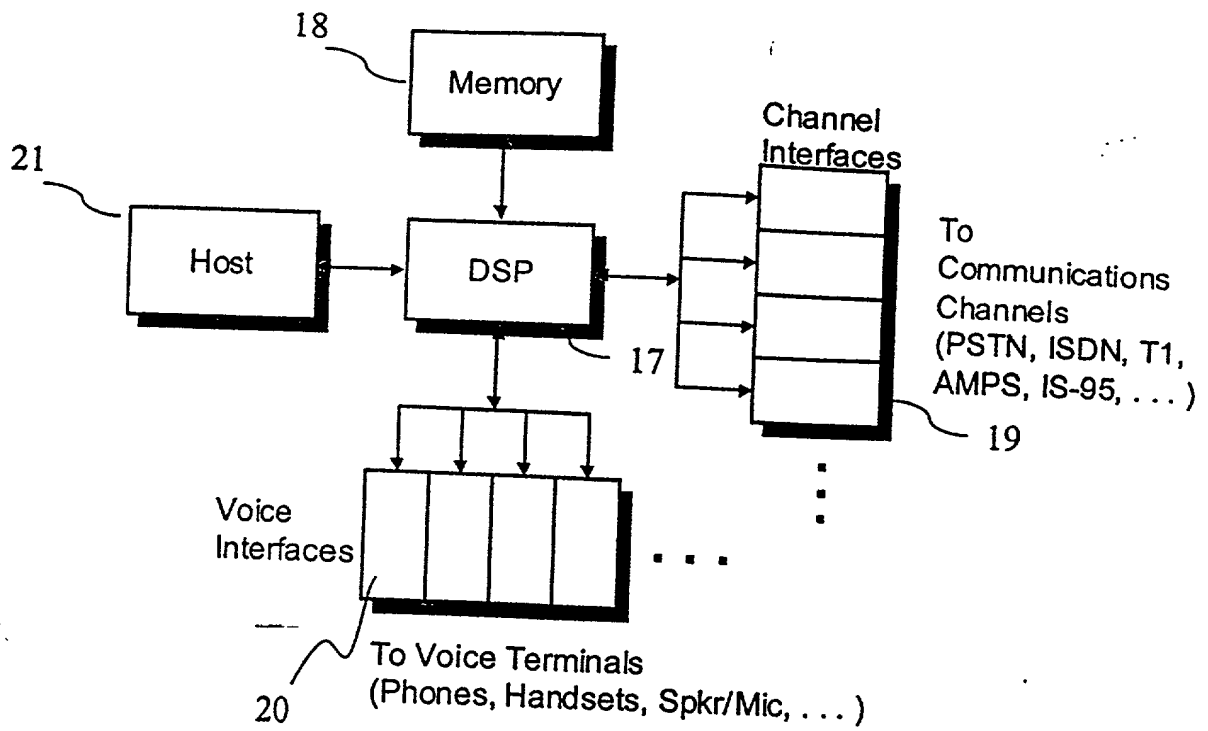 18
Memory
Channel
Interfaces
21
Host
DSP
17
To
Communications
Channels
(PSTN, ISDN, T1,
AMPS, IS-95, . . . )
19
Voice
Interfaces
. . .
20
To Voice Terminals
(Phones, Handsets, Spkr/Mic, . . . )